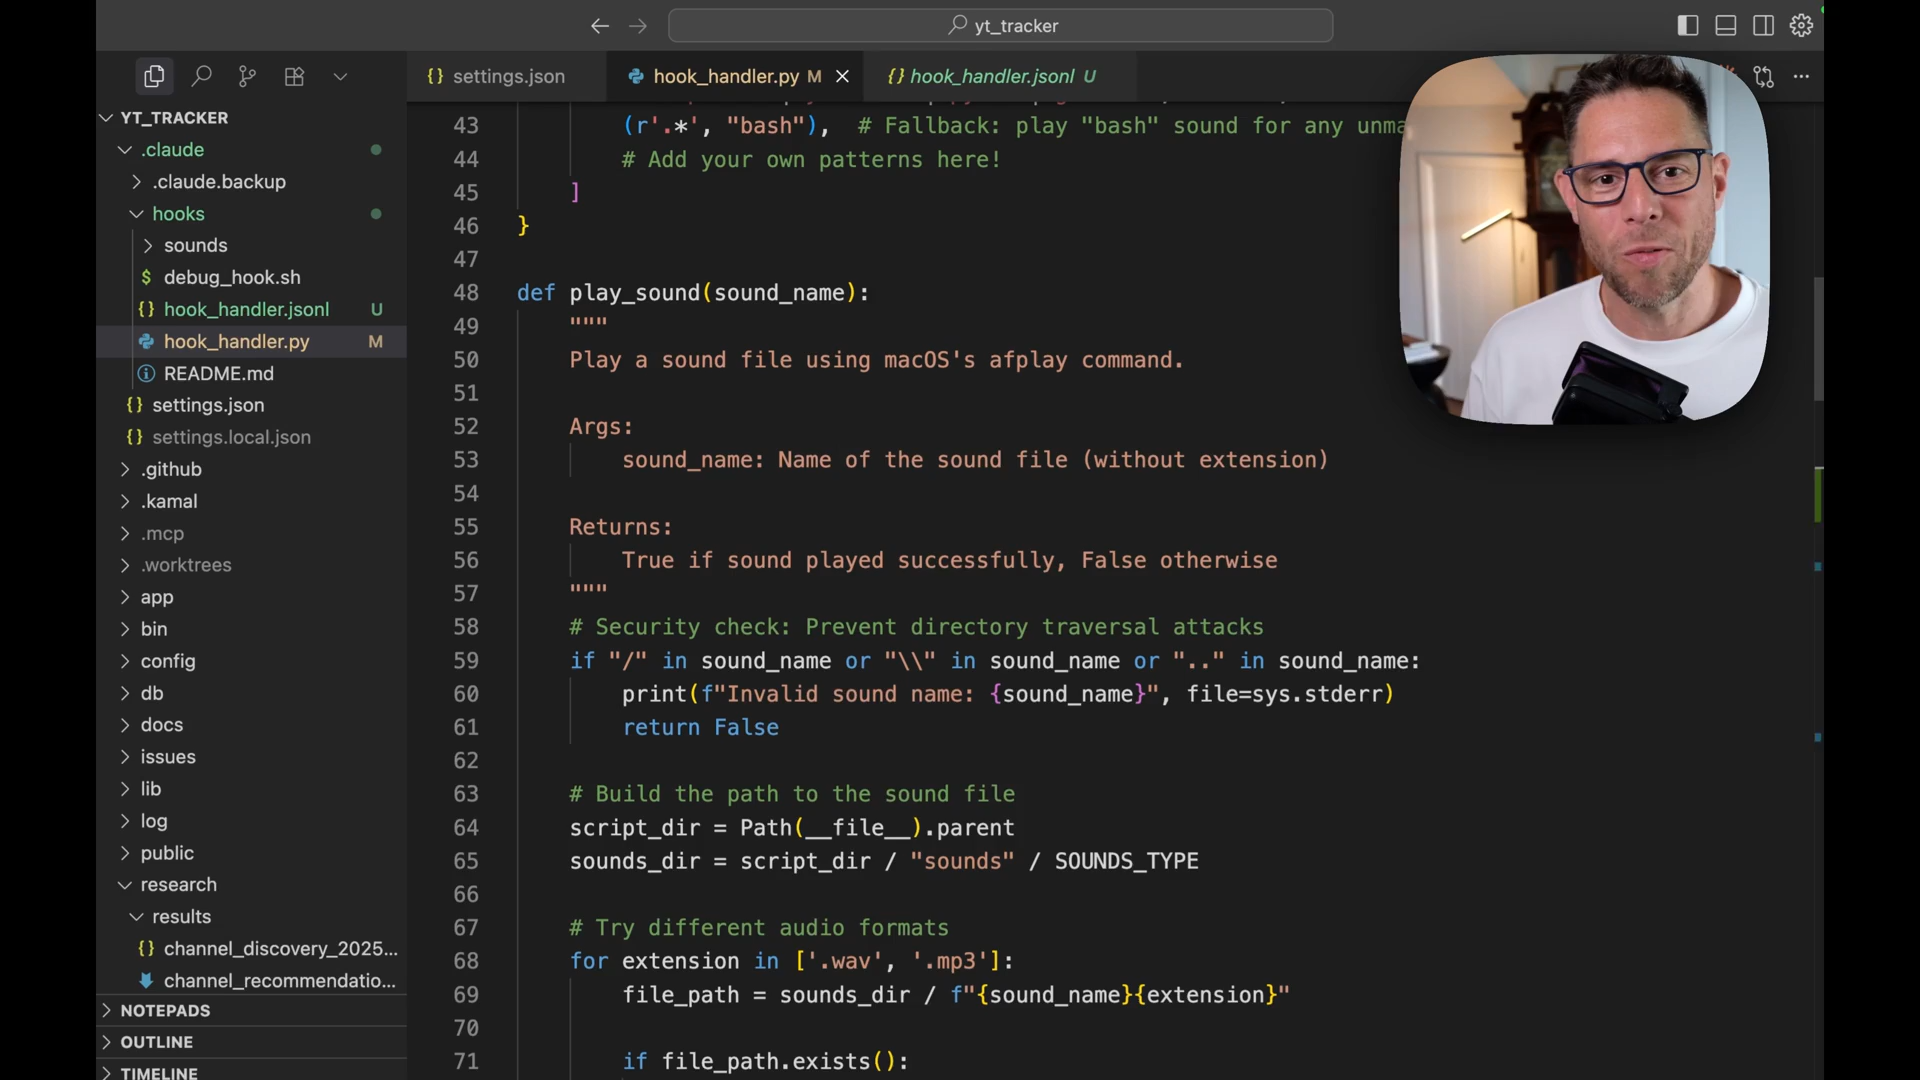 yt_tracker
settings.json
hook_handler.py M
hook_handler.jsonl U
YT_TRACKER
.claude
.claude.backup
hooks
sounds
debug_hook.sh
hook_handler.jsonl U
hook_handler.py M
README.md
settings.json
settings.local.json
.github
.kamal
.mcp
.worktrees
app
bin
config
db
docs
issues
lib
log
public
research
results
channel_discovery_2025...
channel_recommendatio...
NOTEPADS
OUTLINE
TIMELINE
43 (r'.*', "bash"), # Fallback: play "bash" sound for any
44 # Add your own patterns here!
45 ]
46 }
47
48 def play_sound(sound_name):
49 """
50 Play a sound file using macOS's afplay command.
51
52 Args:
53 sound_name: Name of the sound file (without extension)
54
55 Returns:
56 True if sound played successfully, False otherwise
57 """
58 # Security check: Prevent directory traversal attacks
59 if "/" in sound_name or "\\" in sound_name or ".." in sound_name:
60 print(f"Invalid sound name: {sound_name}", file=sys.stderr)
61 return False
62
63 # Build the path to the sound file
64 script_dir = Path(__file__).parent
65 sounds_dir = script_dir / "sounds" / SOUNDS_TYPE
66
67 # Try different audio formats
68 for extension in ['.wav', '.mp3']:
69 file_path = sounds_dir / f"{sound_name}{extension}"
70
71 if file_path.exists():